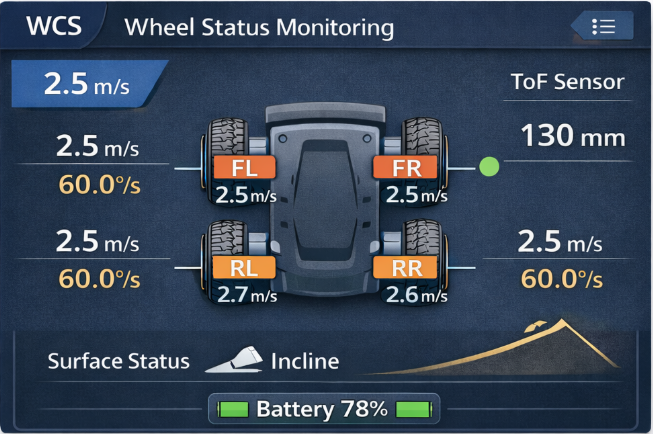 WCS Wheel Status Monitoring
2.5 m/s
ToF Sensor
130 mm
2.5 m/s
60.0°/s
FL
2.5 m/s
FR
2.5 m/s
2.5 m/s
60.0°/s
RL
2.7 m/s
RR
2.6 m/s
2.5 m/s
60.0°/s
Surface Status Incline
Battery 78%